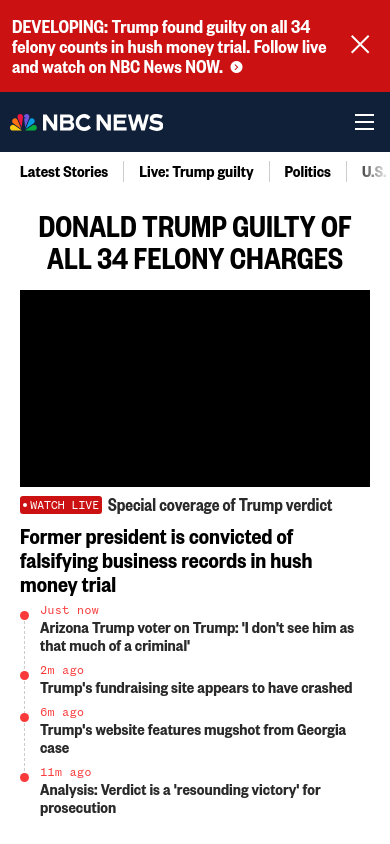 DEVELOPING: Trump found guilty on all 34
felony counts in hush money trial. Follow live
and watch on NBC News NOW.
NBC NEWS
Latest Stories
Live: Trump guilty
Politics
U.S.
DONALD TRUMP GUILTY OF
ALL 34 FELONY CHARGES
WATCH LIVE Special coverage of Trump verdict
Former president is convicted of
falsifying business records in hush
money trial
Just now
Arizona Trump voter on Trump: 'I don't see him as
that much of a criminal'
2m ago
Trump's fundraising site appears to have crashed
6m ago
Trump's website features mugshot from Georgia
case
11m ago
Analysis: Verdict is a 'resounding victory' for
prosecution